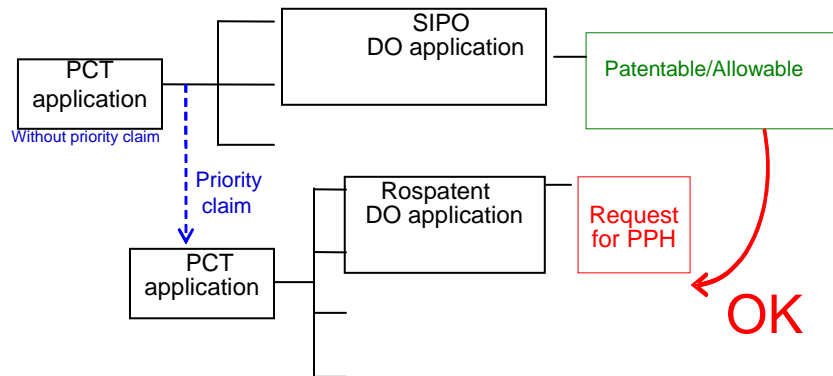 SIPO
DO application
PCT
application
Without priority claim
Patentable/Allowable
Priority
claim
Rospatent
DO application
Request
for PPH
PCT
application
OK